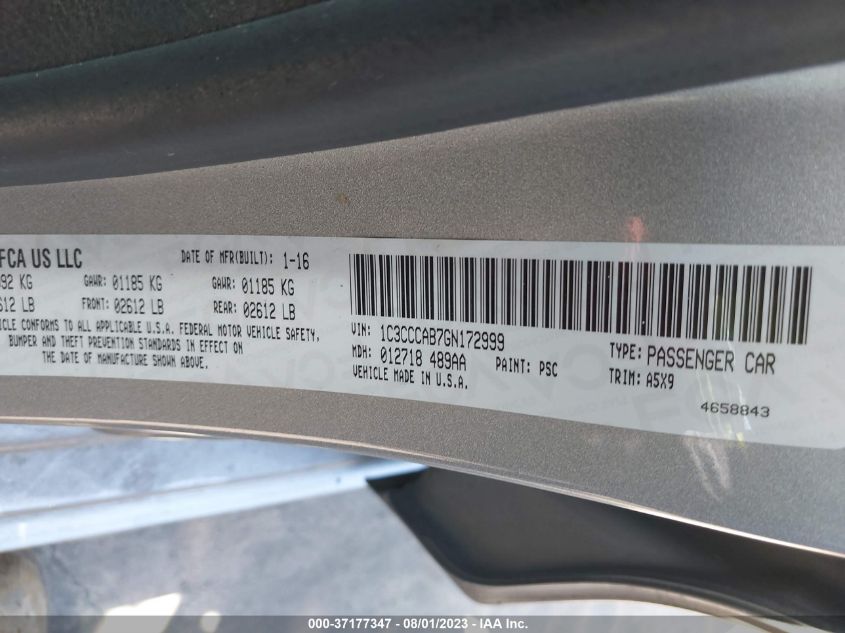 FCA US LLC DATE OF MFR(BUILT): 1-16
KG GAWR: 01185 KG GAWR: 01185 KG
LB FRONT: 02612 LB REAR: 02612 LB
CONFORMS TO ALL APPLICABLE U.S.A. FEDERAL MOTOR VEHICLE SAFETY,
BUMPER AND THEFT PREVENTION STANDARDS IN EFFECT ON
THE DATE OF MANUFACTURE SHOWN ABOVE.
VIN: 1C3CCCAB7GN172999 TYPE: PASSENGER CAR
MDH: 012718 489AA PAINT: PSC TRIM: A5X9
VEHICLE MADE IN U.S.A.
4658843
000-37177347 - 08/01/2023 - IAA Inc.